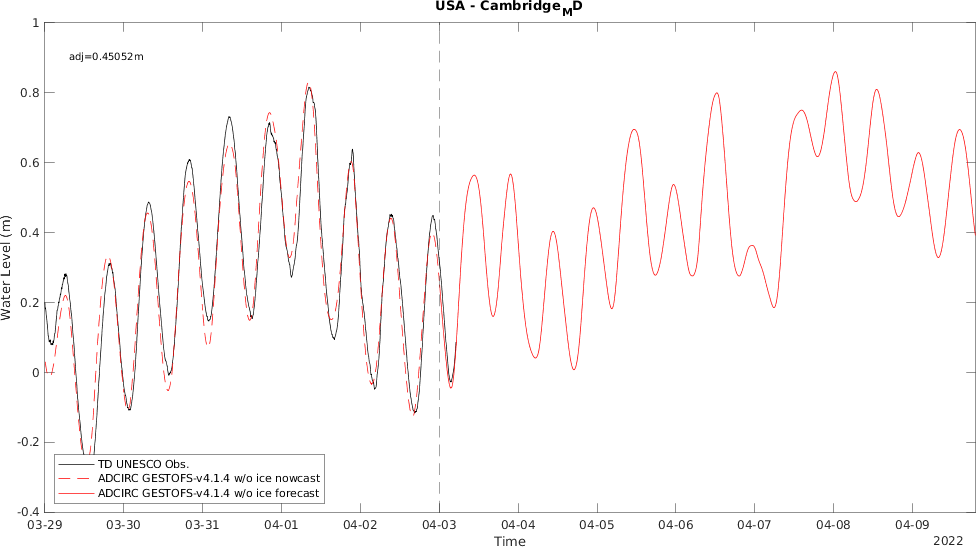 USA - Cambridge_MD
1
adj=0.45052m
0.8
0.6
0.4
0.2
0
-0.2
-0.4
Water Level (m)
TD UNESCO Obs.
ADCIRC GESTOFS-v4.1.4 w/o ice nowcast
ADCIRC GESTOFS-v4.1.4 w/o ice forecast
03-29 03-30 03-31 04-01 04-02 04-03 04-04 04-05 04-06 04-07 04-08 04-09
Time
2022